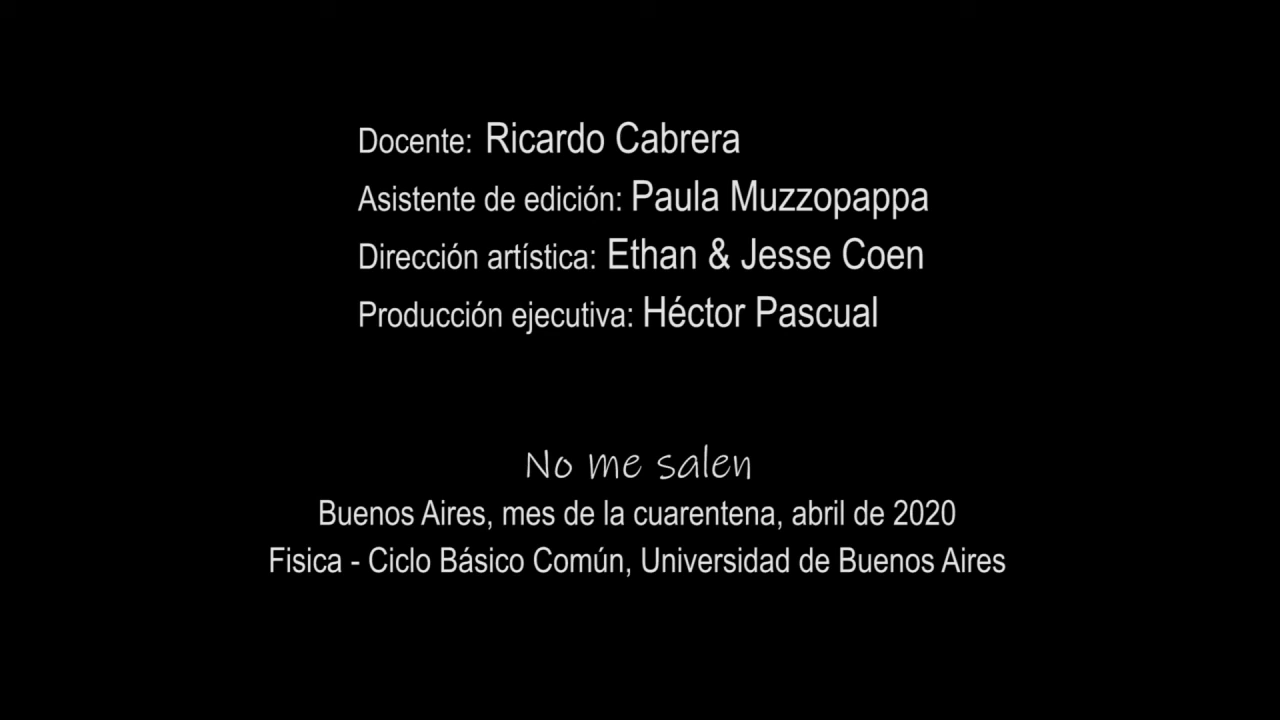 Docente: Ricardo Cabrera
Asistente de edición: Paula Muzzopappa
Dirección artística: Ethan & Jesse Coen
Producción ejecutiva: Héctor Pascual
No me salen
Buenos Aires, mes de la cuarentena, abril de 2020
Fisica - Ciclo Básico Común, Universidad de Buenos Aires